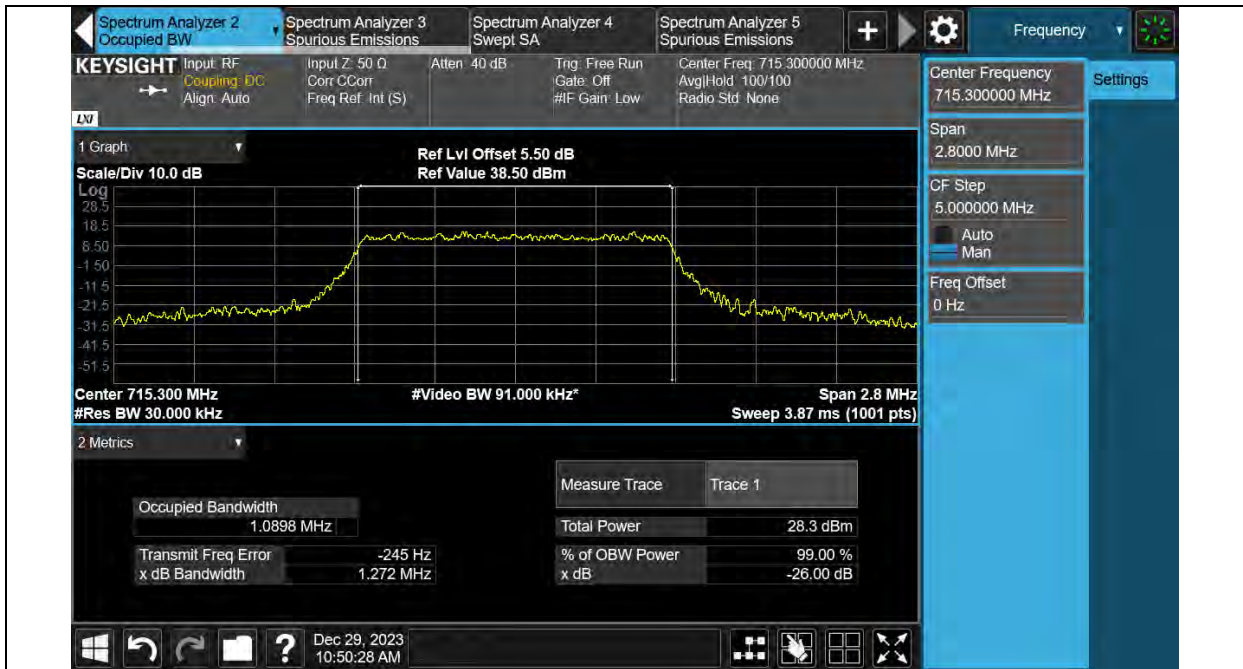 Spectrum Analyzer 2
Occupied BW
Spectrum Analyzer 3
Spurious Emissions
Spectrum Analyzer 4
Swept SA
Spectrum Analyzer 5
Spurious Emissions
Frequency
KEYSIGHT
Input: RF
Coupling: DC
Align: Auto
Input Z: 50 Ω
Corr CCorr
Freq Ref: Int (S)
Atten: 40 dB
Trig: Free Run
Gate: Off
#IF Gain: Low
Center Freq: 715.300000 MHz
Avg|Hold: 100/100
Radio Std: None
LXI
1 Graph
Scale/Div 10.0 dB
Ref Lvl Offset 5.50 dB
Ref Value 38.50 dBm
Log
28.5
18.5
8.50
-1.50
-11.5
-21.5
-31.5
-41.5
-51.5
Center 715.300 MHz
#Video BW 91.000 kHz*
Span 2.8 MHz
#Res BW 30.000 kHz
Sweep 3.87 ms (1001 pts)
2 Metrics
Measure Trace
Trace 1
Occupied Bandwidth
1.0898 MHz
Total Power
28.3 dBm
Transmit Freq Error
-245 Hz
% of OBW Power
99.00 %
x dB Bandwidth
1.272 MHz
x dB
-26.00 dB
Center Frequency
715.300000 MHz
Settings
Span
2.8000 MHz
CF Step
5.000000 MHz
Auto
Man
Freq Offset
0 Hz
Dec 29, 2023
10:50:28 AM